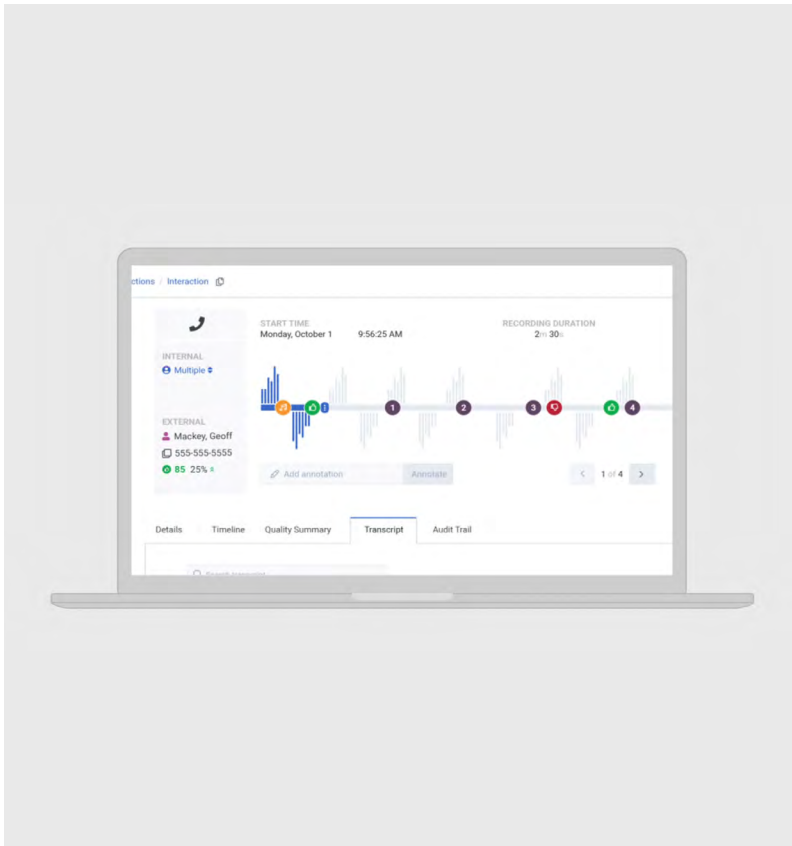 ctions / Interaction
START TIME
Monday, October 1 9:56:25 AM
RECORDING DURATION
2m 30s
INTERNAL
Multiple
1 2 3 4
EXTERNAL
Mackey, Geoff
555-555-5555
85 25%
Add annotation Annotate
1 of 4
Details Timeline Quality Summary Transcript Audit Trail
Search transcript